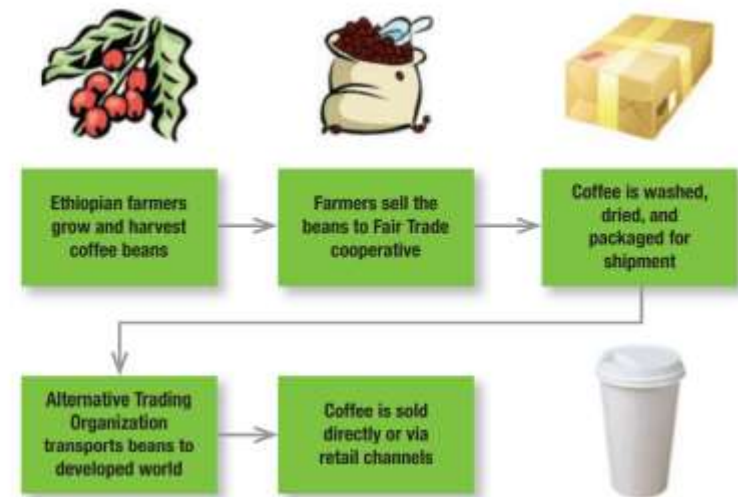 Ethiopian farmers
grow and harvest
coffee beans
Farmers sell the
beans to Fair Trade
cooperative
Coffee is washed,
dried, and
packaged for
shipment
Alternative Trading
Organization
transports beans to
developed world
Coffee is sold
directly or via
retail channels